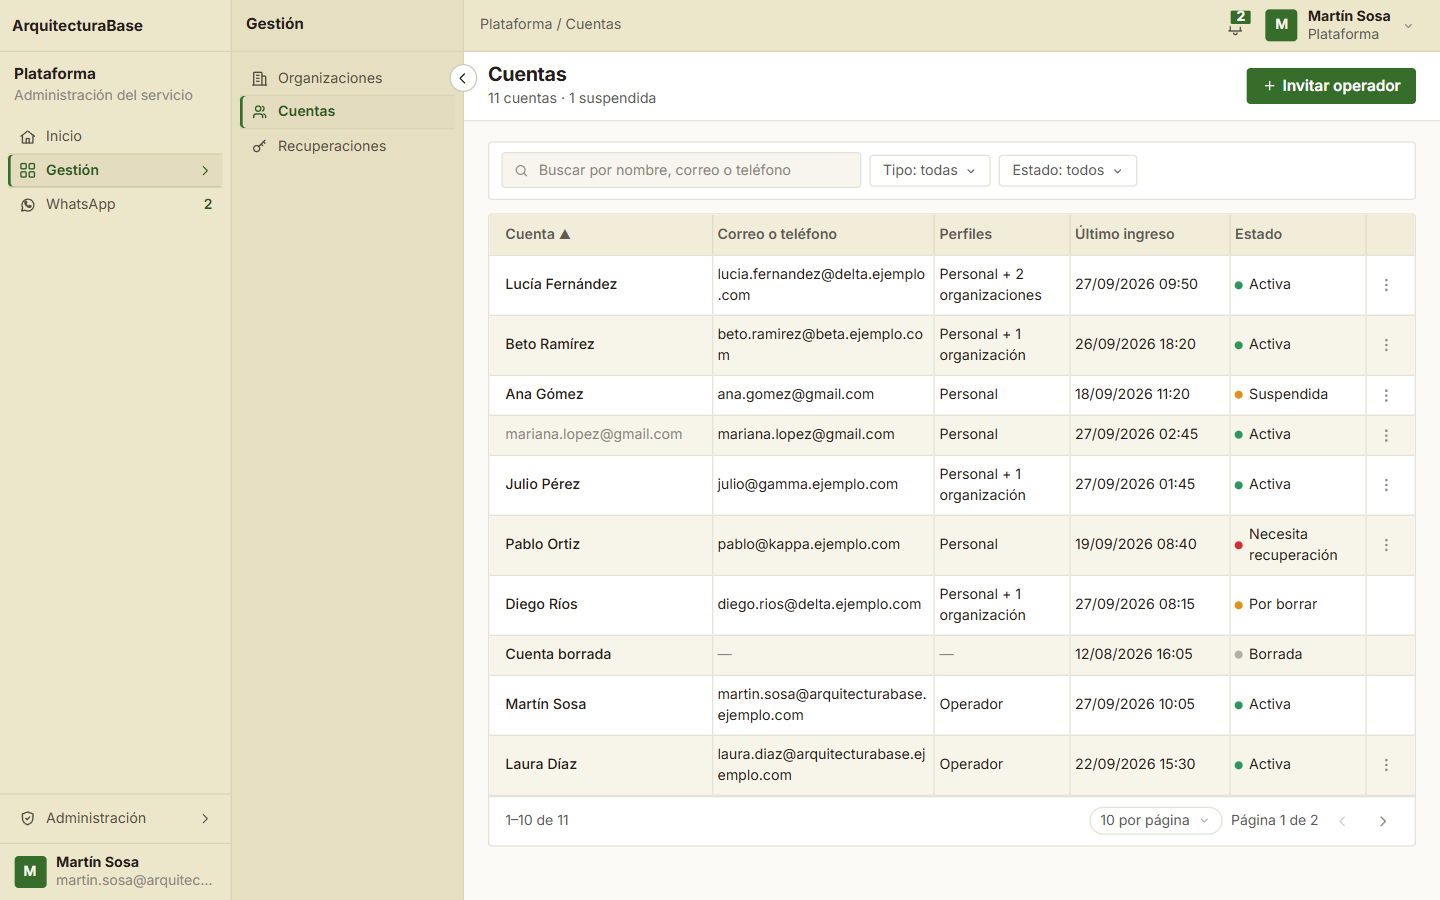 ArquitecturaBase
Plataforma
Administración del servicio
Inicio
Gestión
WhatsApp 2
Administración
M Martín Sosa
martin.sosa@arquitec...
Gestión
Organizaciones
Cuentas
Recuperaciones
Plataforma / Cuentas
2
M Martín Sosa
Plataforma
Cuentas
11 cuentas · 1 suspendida
+ Invitar operador
Buscar por nombre, correo o teléfono
Tipo: todas
Estado: todos
Cuenta ▲ Correo o teléfono Perfiles Último ingreso Estado
Lucía Fernández lucia.fernandez@delta.ejemplo Personal + 2 27/09/2026 09:50 Activa
.com organizaciones
Beto Ramírez beto.ramirez@beta.ejemplo.co Personal + 1 26/09/2026 18:20 Activa
m organización
Ana Gómez ana.gomez@gmail.com Personal 18/09/2026 11:20 Suspendida
mariana.lopez@gmail.com mariana.lopez@gmail.com Personal 27/09/2026 02:45 Activa
Julio Pérez julio@gamma.ejemplo.com Personal + 1 27/09/2026 01:45 Activa
organización
Pablo Ortiz pablo@kappa.ejemplo.com Personal 19/09/2026 08:40 Necesita
recuperación
Diego Ríos diego.rios@delta.ejemplo.com Personal + 1 27/09/2026 08:15 Por borrar
organización
Cuenta borrada — — 12/08/2026 16:05 Borrada
Martín Sosa martin.sosa@arquitecturabase. Operador 27/09/2026 10:05 Activa
ejemplo.com
Laura Díaz laura.diaz@arquitecturabase.ej Operador 22/09/2026 15:30 Activa
emplo.com
1–10 de 11
10 por página
Página 1 de 2